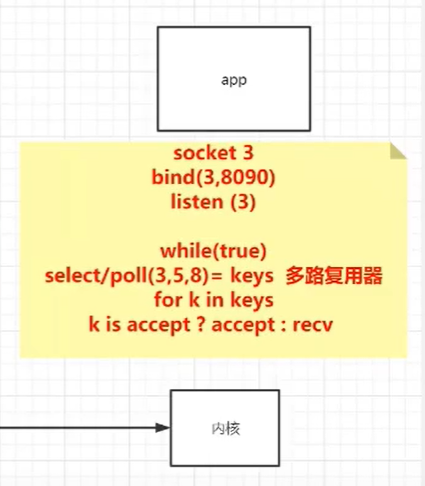 app
socket 3
bind(3,8090)
listen (3)
while(true)
select/poll(3,5,8)= keys  多路复用器
for k in keys
k is accept ? accept : recv
内核